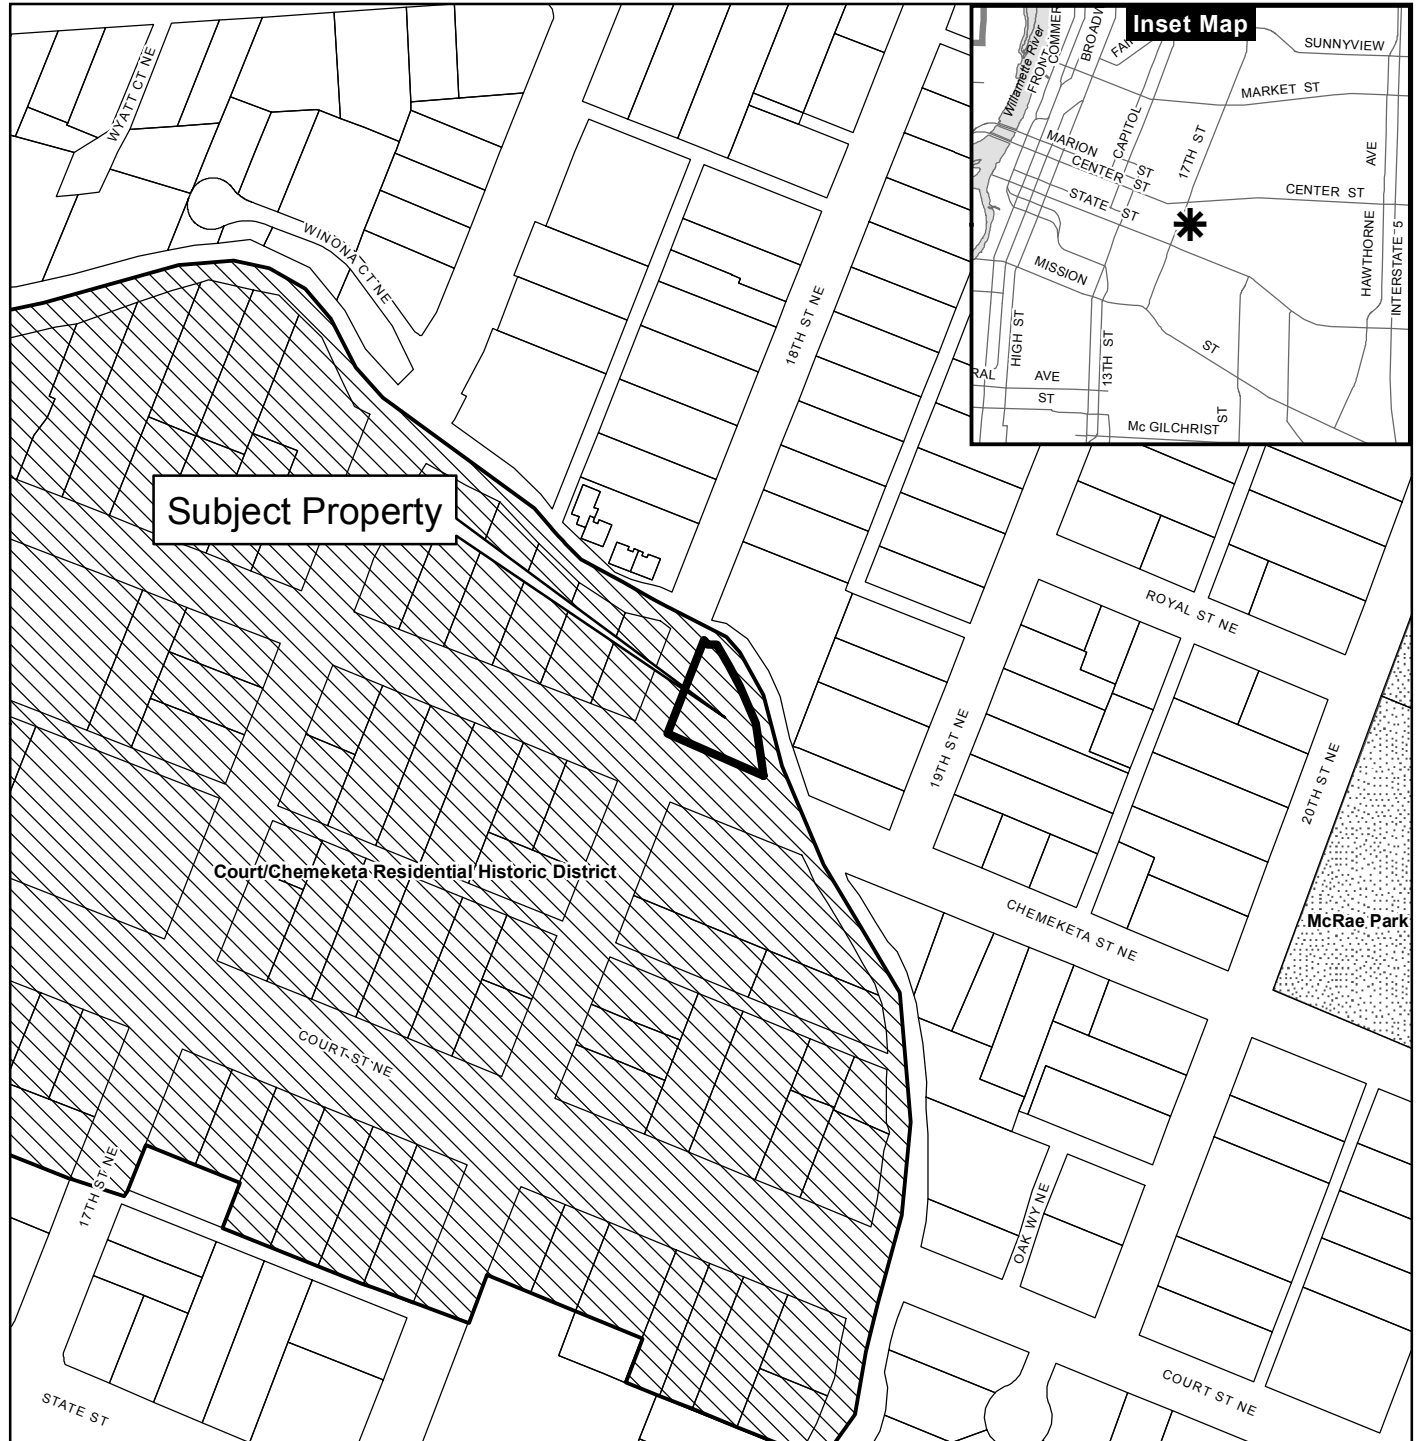 Inset Map
Willamette River
FRONT
COMMER
BROADW
FAI
SUNNYVIEW
MARKET ST
CAPITOL
ST
17TH ST
MARION
ST
CENTER ST
STATE ST
CENTER ST
AVE
HAWTHORNE
INTERSTATE 5
MISSION
ST
HIGH ST
13TH ST
RAL AVE
ST
ST
Mc GILCHRIST
WYATT CT NE
WINONA CT NE
18TH ST NE
Subject Property
ROYAL ST NE
19TH ST NE
20TH ST NE
Court/Chemeketa Residential Historic District
CHEMEKETA ST NE
McRae Park
COURT ST NE
17TH ST NE
OAK WY NE
STATE ST
COURT ST NE